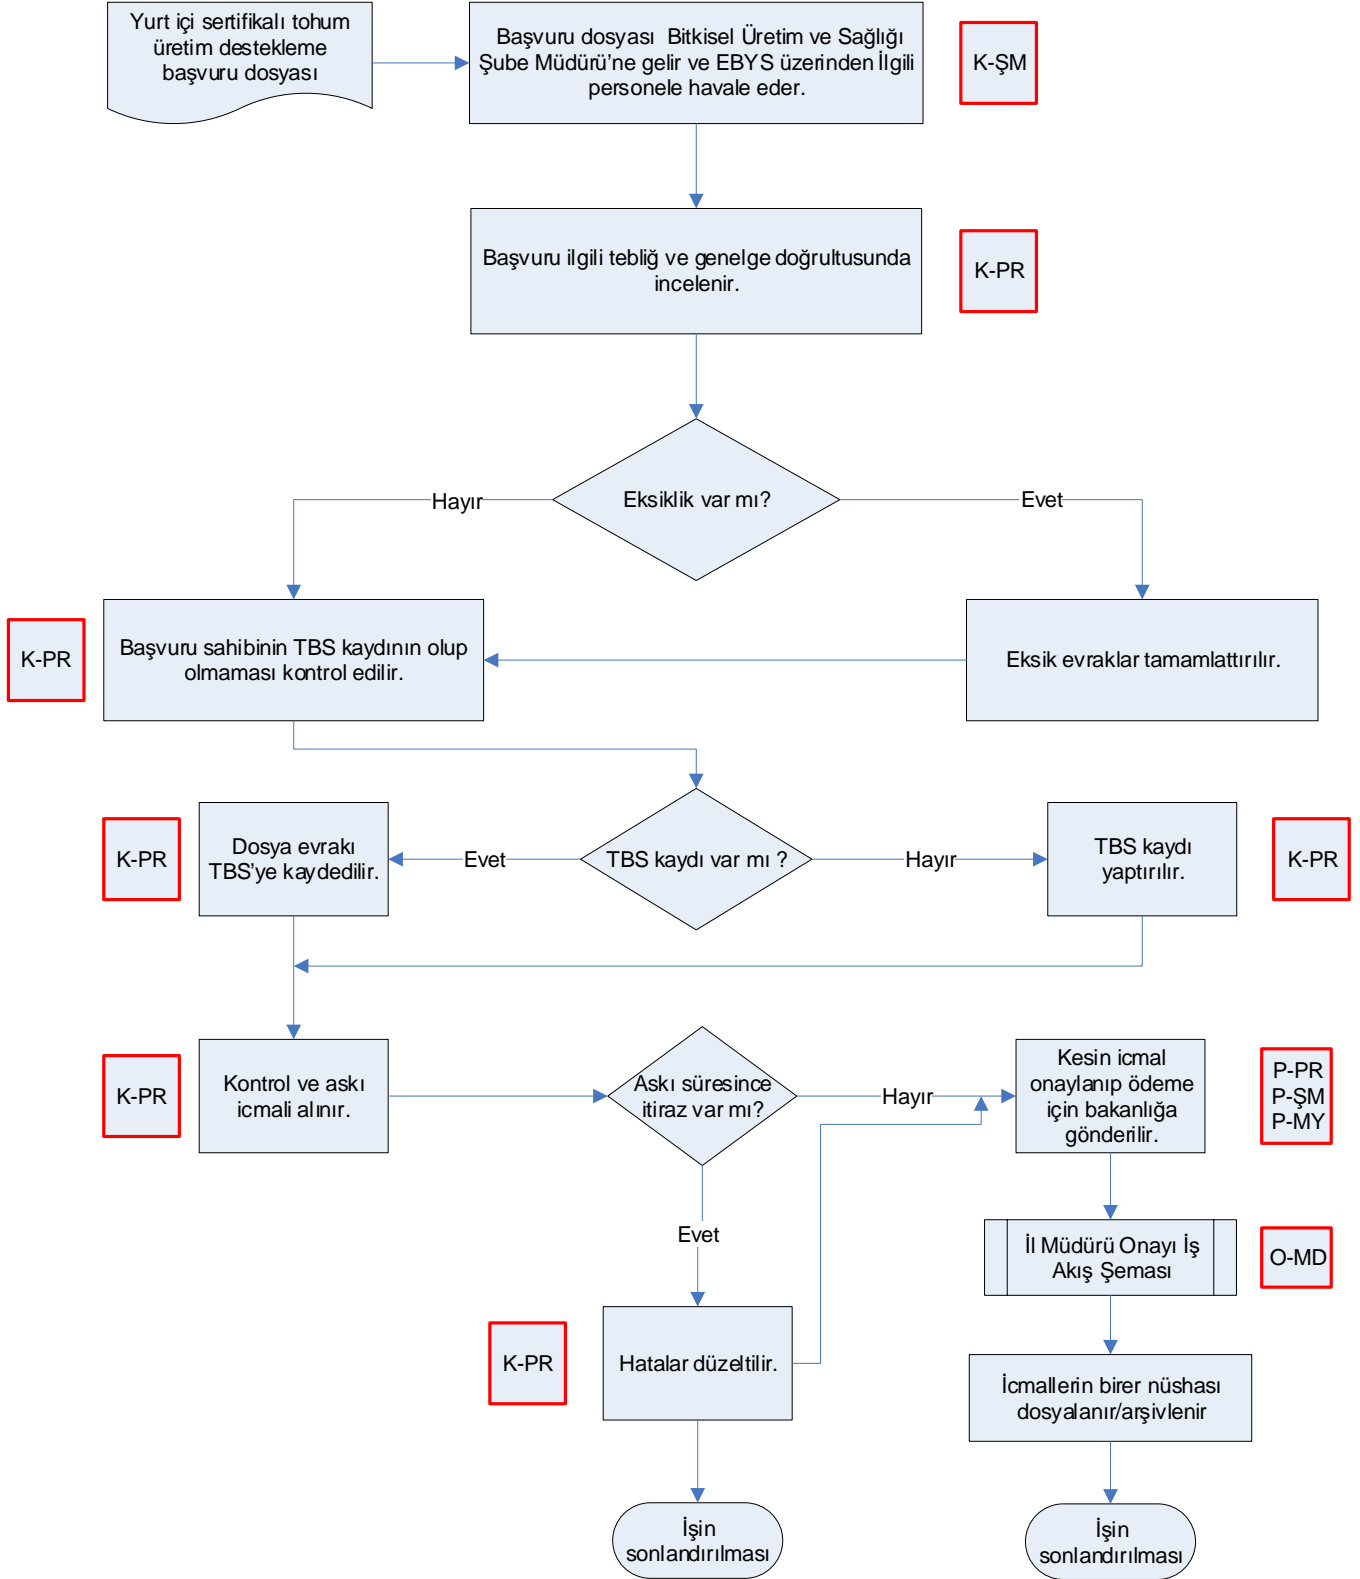 Yurt içi sertifikalı tohum
üretim destekleme
başvuru dosyası
Başvuru dosyası Bitkisel Üretim ve Sağlığı
Şube Müdürü’ne gelir ve EBYS üzerinden İlgili
personele havale eder.
K-ŞM
Başvuru ilgili tebliğ ve genelge doğrultusunda
incelenir.
K-PR
Eksiklik var mı?
Hayır
Evet
K-PR
Başvuru sahibinin TBS kaydının olup
olmaması kontrol edilir.
Eksik evraklar tamamlattırılır.
K-PR
Dosya evrakı
TBS’ye kaydedilir.
Evet
TBS kaydı var mı ?
Hayır
TBS kaydı
yaptırılır.
K-PR
K-PR
Kontrol ve askı
icmali alınır.
Askı süresince
itiraz var mı?
Hayır
Kesin icmal
onaylanıp ödeme
için bakanlığa
gönderilir.
P-PR
P-ŞM
P-MY
Evet
İl Müdürü Onayı İş
Akış Şeması
O-MD
K-PR
Hatalar düzeltilir.
İcmallerin birer nüshası
dosyalanır/arşivlenir
İşin
sonlandırılması
İşin
sonlandırılması